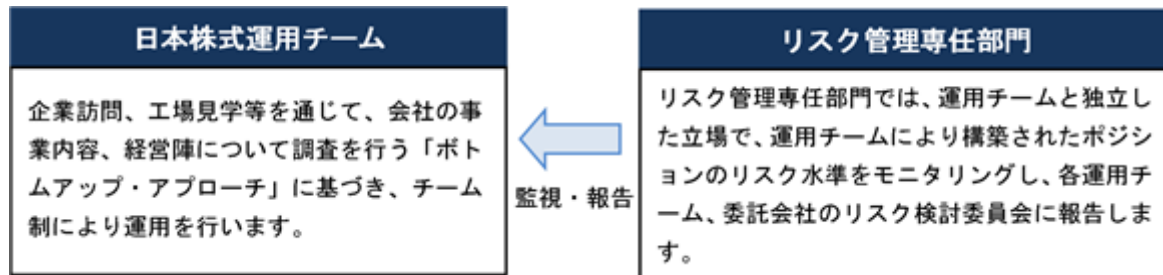 日本株式運用チーム
企業訪問、工場見学等を通じて、会社の事
業内容、経営陣について調査を行う「ボト
ムアップ・アプローチ」に基づき、チーム
制により運用を行います。
監視・報告
リスク管理専任部門
リスク管理専任部門では、運用チームと独立し
た立場で、運用チームにより構築されたポジシ
ョンのリスク水準をモニタリングし、各運用チ
ーム、委託会社のリスク検討委員会に報告しま
す。